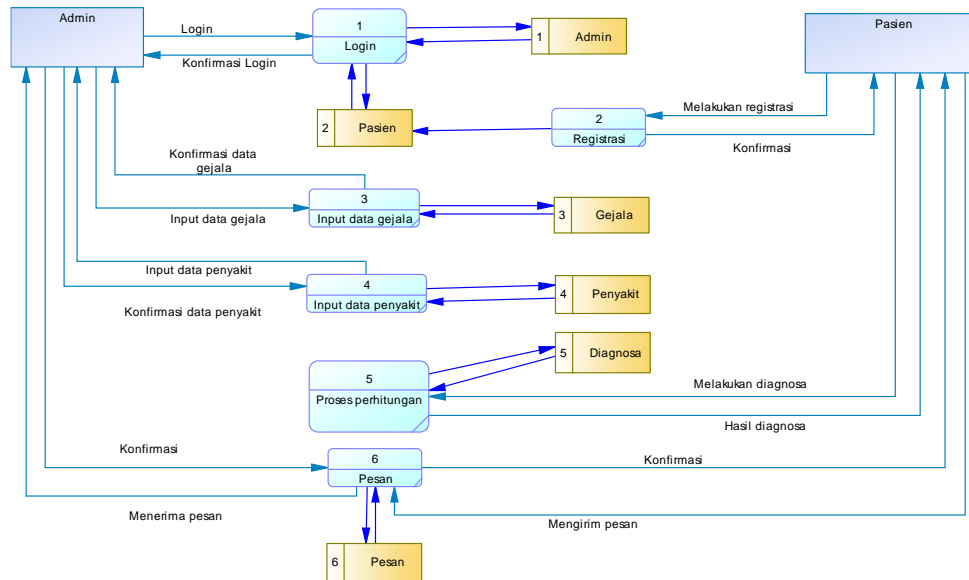 Admin
Login
Konfirmasi Login
1
Login
1
Admin
Pasien
2
Pasien
Melakukan registrasi
2
Registrasi
Konfirmasi
Konfirmasi data
gejala
3
Input data gejala
Input data gejala
3
Gejala
Input data penyakit
4
Input data penyakit
Konfirmasi data penyakit
4
Penyakit
5
Proses perhitungan
5
Diagnosa
Melakukan diagnosa
Hasil diagnosa
Konfirmasi
6
Pesan
Konfirmasi
Menerima pesan
Mengirim pesan
6
Pesan